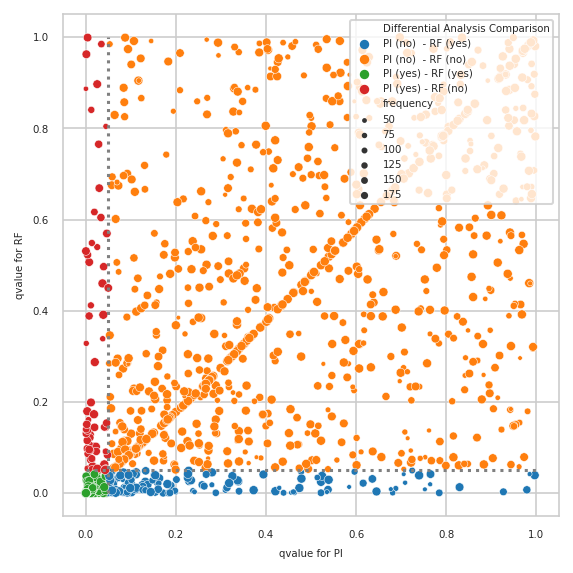 Differential Analysis Comparison
PI (no)  - RF (yes)
PI (no)  - RF (no)
PI (yes) - RF (yes)
PI (yes) - RF (no)
frequency
50
75
100
125
150
175
qvalue for RF
1.0
0.8
0.6
0.4
0.2
0.0
0.0 0.2 0.4 0.6 0.8 1.0
qvalue for PI